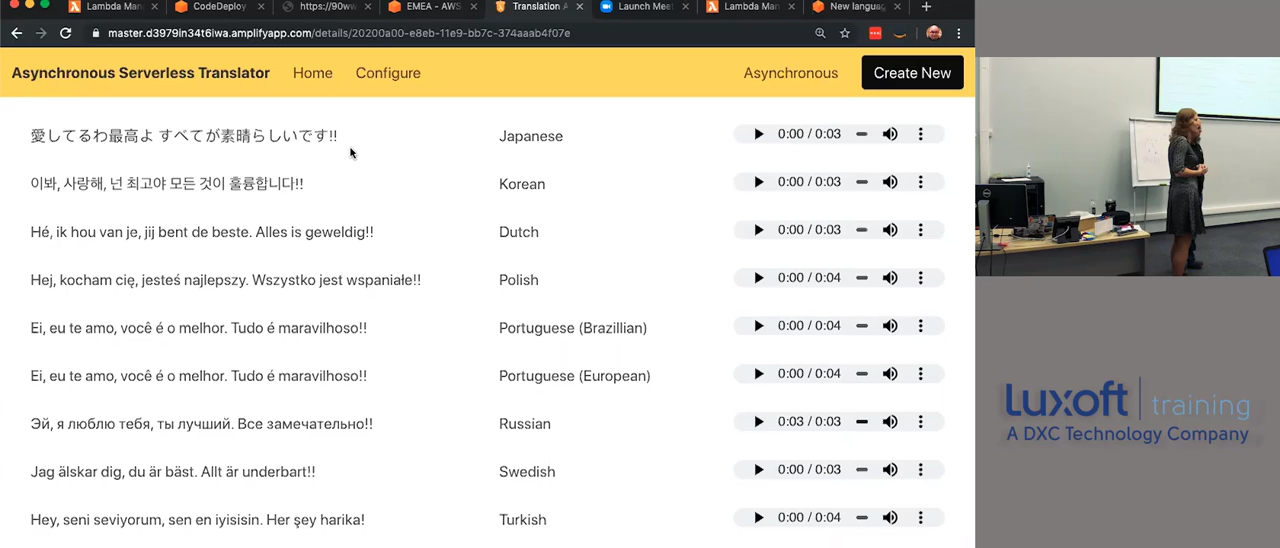 Lambda Man
CodeDeploy
https://90ww
EMEA - AWS
Translation A
Launch Meet
Lambda Man
New languag
master.d3979in34t6iwa.amplifyapp.com/details/20200a00-e8eb-11e9-bb7c-374aaab4f07e
Asynchronous Serverless Translator Home Configure Asynchronous Create New
愛してるわ最高よ すべてが素晴らしいです!! Japanese 0:00 / 0:03
이봐, 사랑해, 넌 최고야 모든 것이 훌륭합니다!! Korean 0:00 / 0:03
Hé, ik hou van je, jij bent de beste. Alles is geweldig!! Dutch 0:00 / 0:03
Hej, kocham cię, jesteś najlepszy. Wszystko jest wspaniałe!! Polish 0:00 / 0:04
Ei, eu te amo, você é o melhor. Tudo é maravilhoso!! Portuguese (Brazillian) 0:00 / 0:04
Ei, eu te amo, você é o melhor. Tudo é maravilhoso!! Portuguese (European) 0:00 / 0:04
Эй, я люблю тебя, ты лучший. Все замечательно!! Russian 0:03 / 0:03
Jag älskar dig, du är bäst. Allt är underbart!! Swedish 0:00 / 0:03
Hey, seni seviyorum, sen en iyisisin. Her şey harika! Turkish 0:00 / 0:04
luxoft training
A DXC Technology Company